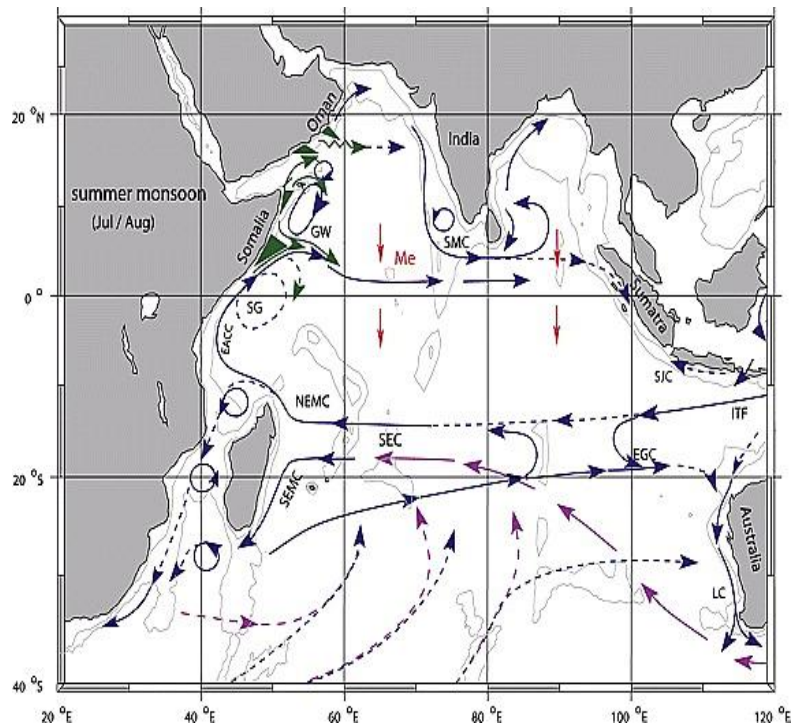 20 °N
Oman
India
summer monsoon
(Jul / Aug)
Somalia
GW
SMC
Me
0 °
SG
Sumatra
EACC
SJC
NEMC
ITF
SEC
EGC
20 °S
SEMC
Australia
LC
40 °S
20 °E
40 °E
60 °E
80 °E
100 °E
120 °E